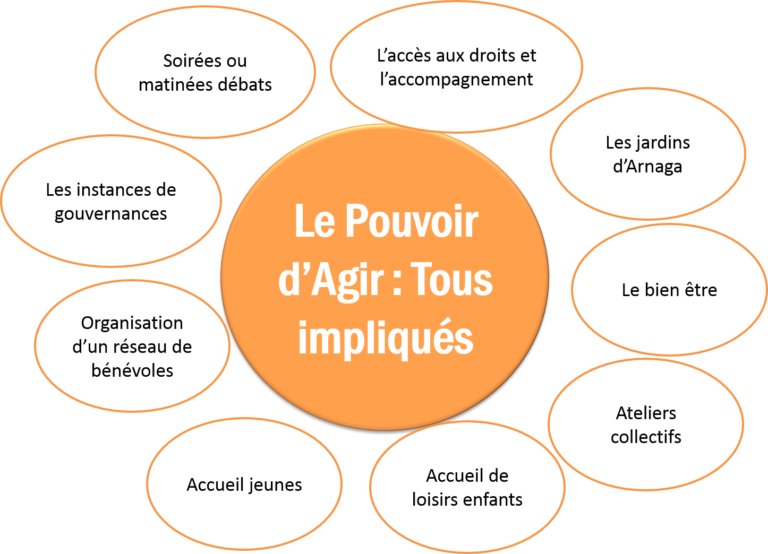 Soirées ou
matinées débats
L'accès aux droits et
l'accompagnement
Les jardins
d'Arnaga
Les instances de
gouvernances
Le Pouvoir
d'Agir : Tous
impliqués
Le bien être
Organisation
d'un réseau de
bénévoles
Ateliers
collectifs
Accueil jeunes
Accueil de
loisirs enfants